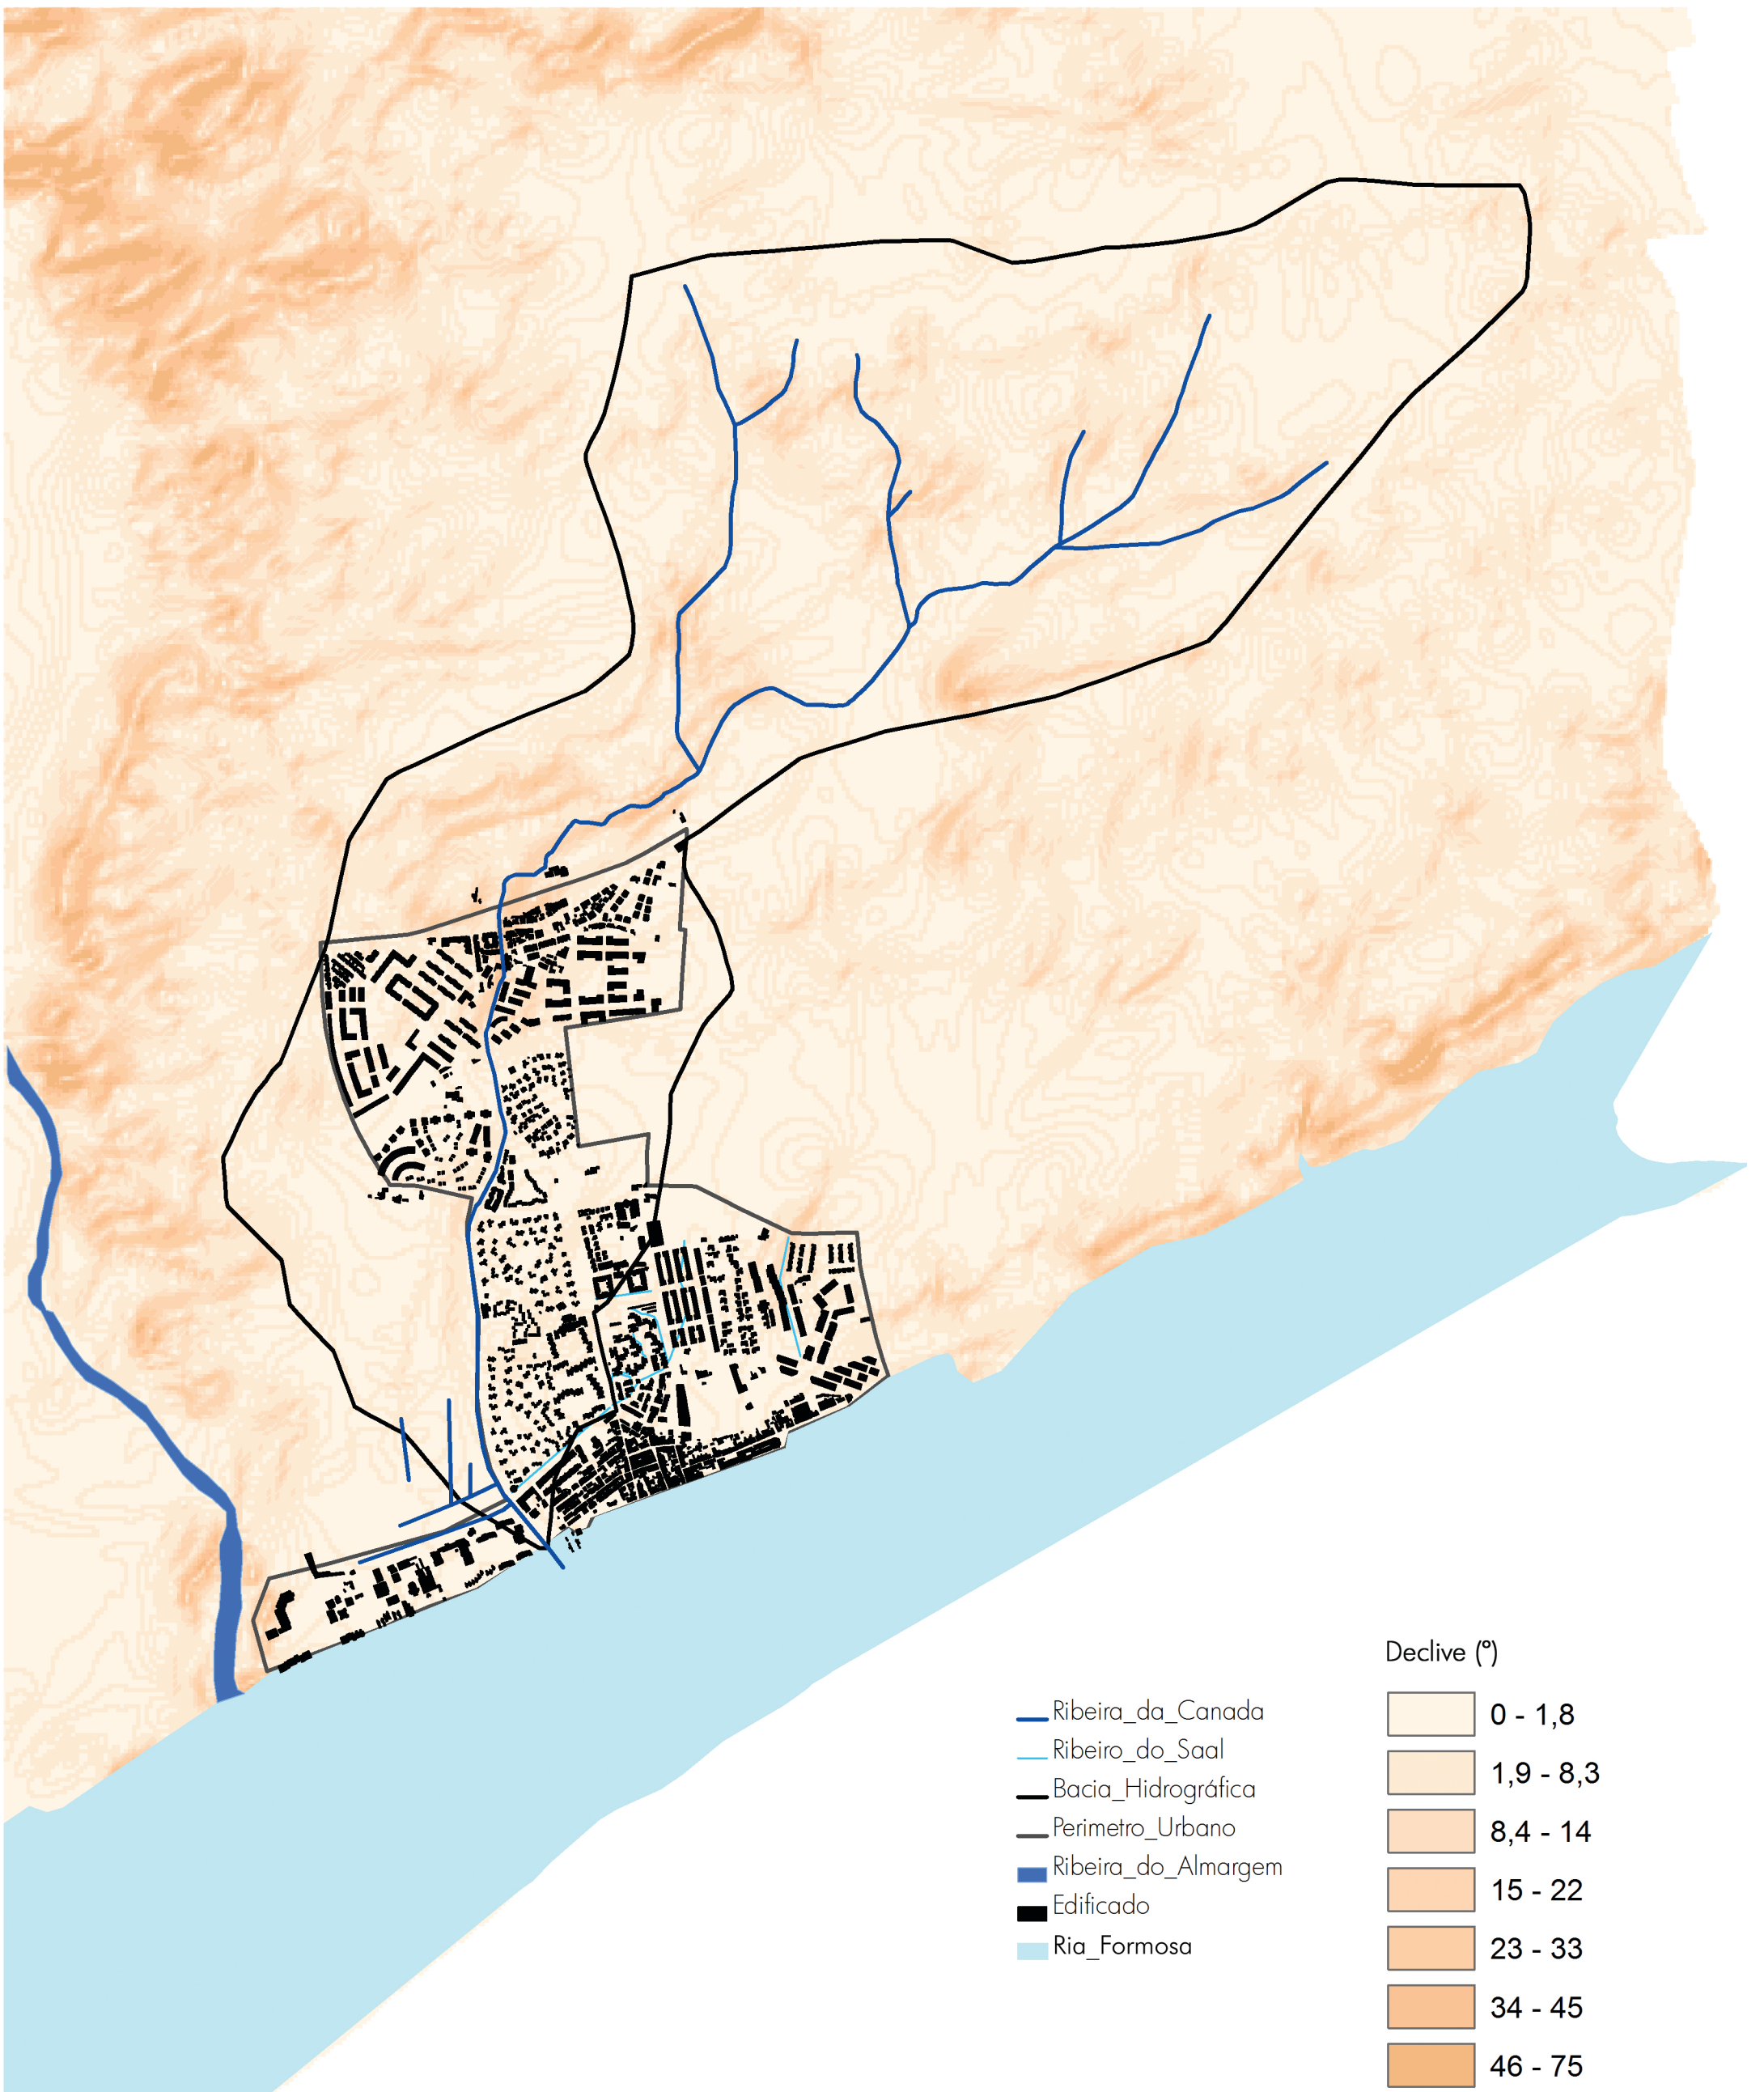 Declive (°)
Ribeira_da_Canada
Ribeiro_do_Saal
Bacia_Hidrográfica
Perimetro_Urbano
Ribeira_do_Almargem
Edificado
Ria_Formosa
0 - 1,8
1,9 - 8,3
8,4 - 14
15 - 22
23 - 33
34 - 45
46 - 75